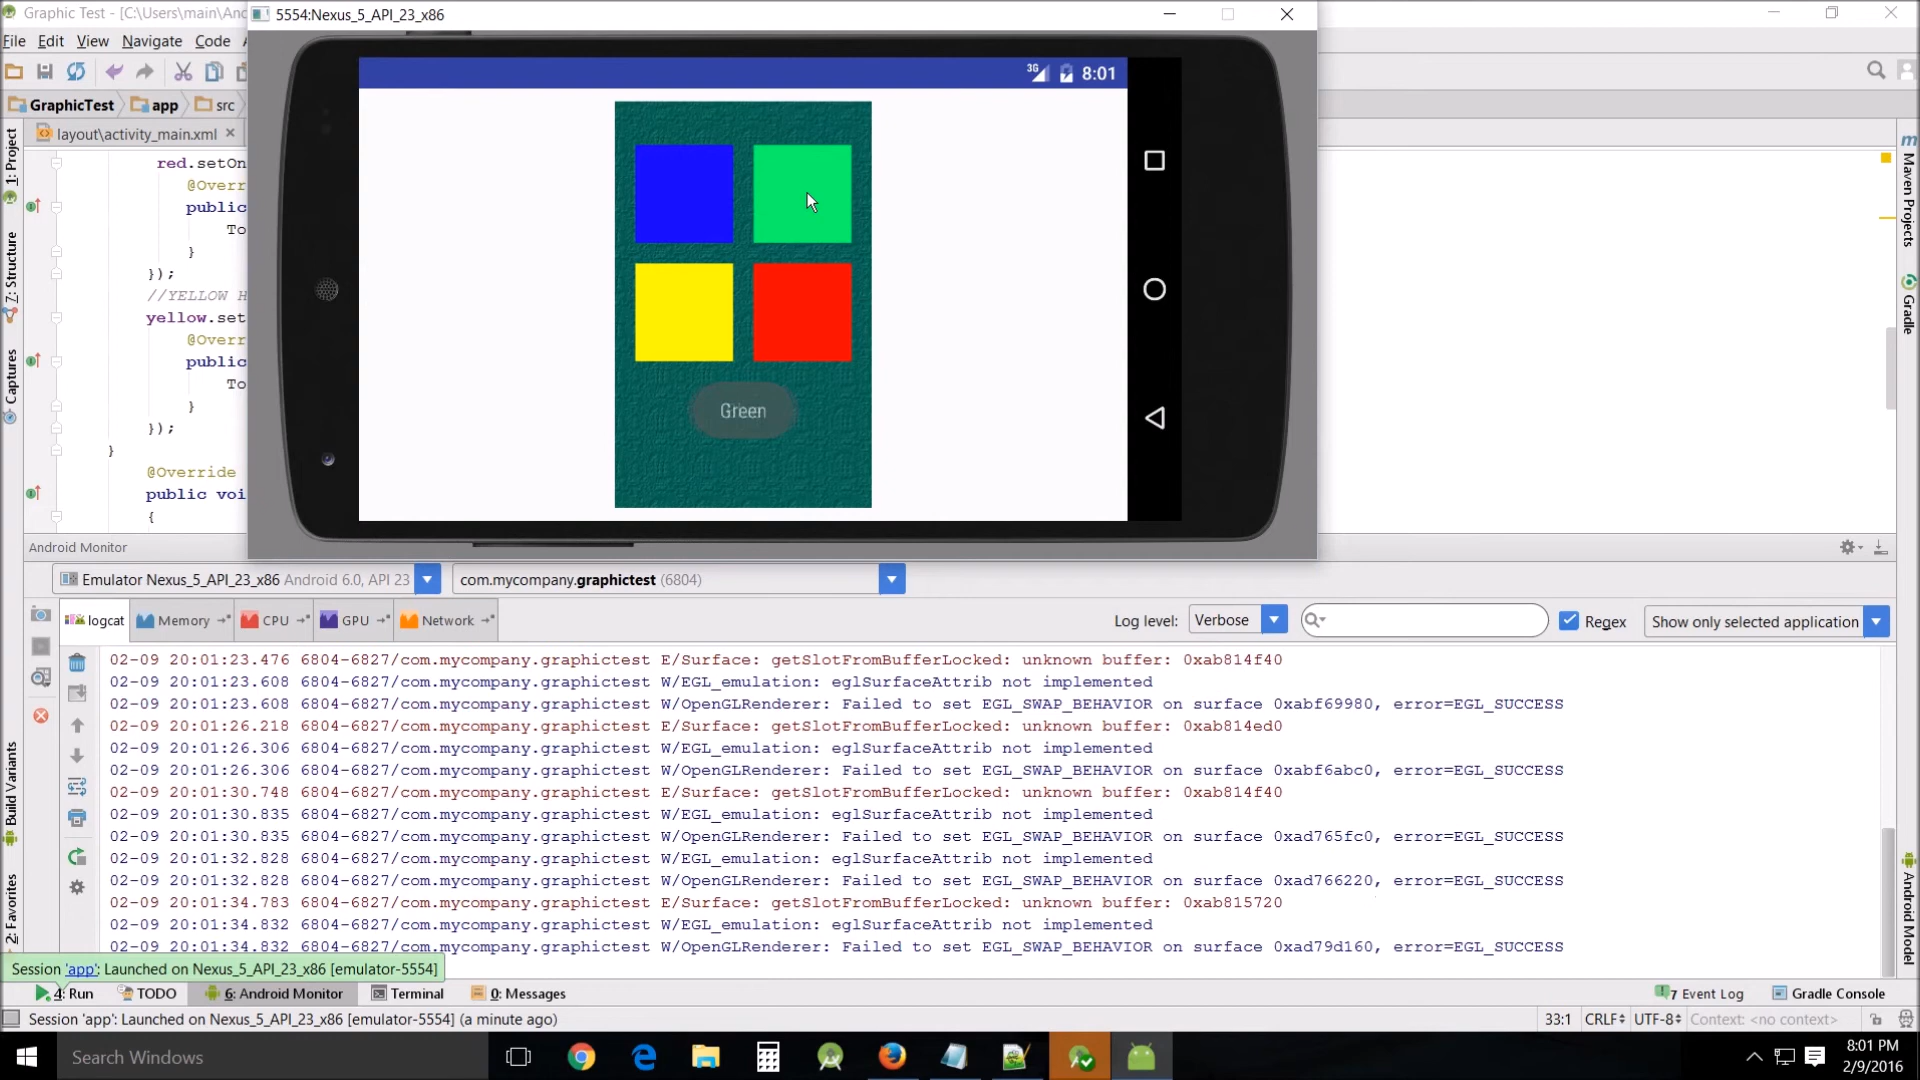 Graphic Test - [C:\Users\main\And
5554:Nexus_5_API_23_x86
File Edit View Navigate Code
GraphicTest app src
layout\activity_main.xml
3G 8:01
1: Project
Z: Structure
Captures
Build Variants
2: Favorites
Maven Projects
Gradle
Android Model
red.setOn
@Overri
public
To
}
});
//YELLOW H
yellow.set
@Overri
public
To
}
});
}
@Override
public voi
{
Green
Android Monitor
Emulator Nexus_5_API_23_x86 Android 6.0, API 23
com.mycompany.graphictest (6804)
logcat Memory CPU GPU Network
Log level: Verbose Regex Show only selected application
02-09 20:01:23.476 6804-6827/com.mycompany.graphictest E/Surface: getSlotFromBufferLocked: unknown buffer: 0xab814f40
02-09 20:01:23.608 6804-6827/com.mycompany.graphictest W/EGL_emulation: eglSurfaceAttrib not implemented
02-09 20:01:23.608 6804-6827/com.mycompany.graphictest W/OpenGLRenderer: Failed to set EGL_SWAP_BEHAVIOR on surface 0xabf69980, error=EGL_SUCCESS
02-09 20:01:26.218 6804-6827/com.mycompany.graphictest E/Surface: getSlotFromBufferLocked: unknown buffer: 0xab814ed0
02-09 20:01:26.306 6804-6827/com.mycompany.graphictest W/EGL_emulation: eglSurfaceAttrib not implemented
02-09 20:01:26.306 6804-6827/com.mycompany.graphictest W/OpenGLRenderer: Failed to set EGL_SWAP_BEHAVIOR on surface 0xabf6abc0, error=EGL_SUCCESS
02-09 20:01:30.748 6804-6827/com.mycompany.graphictest E/Surface: getSlotFromBufferLocked: unknown buffer: 0xab814f40
02-09 20:01:30.835 6804-6827/com.mycompany.graphictest W/EGL_emulation: eglSurfaceAttrib not implemented
02-09 20:01:30.835 6804-6827/com.mycompany.graphictest W/OpenGLRenderer: Failed to set EGL_SWAP_BEHAVIOR on surface 0xad765fc0, error=EGL_SUCCESS
02-09 20:01:32.828 6804-6827/com.mycompany.graphictest W/EGL_emulation: eglSurfaceAttrib not implemented
02-09 20:01:32.828 6804-6827/com.mycompany.graphictest W/OpenGLRenderer: Failed to set EGL_SWAP_BEHAVIOR on surface 0xad766220, error=EGL_SUCCESS
02-09 20:01:34.783 6804-6827/com.mycompany.graphictest E/Surface: getSlotFromBufferLocked: unknown buffer: 0xab815720
02-09 20:01:34.832 6804-6827/com.mycompany.graphictest W/EGL_emulation: eglSurfaceAttrib not implemented
02-09 20:01:34.832 6804-6827/com.mycompany.graphictest W/OpenGLRenderer: Failed to set EGL_SWAP_BEHAVIOR on surface 0xad79d160, error=EGL_SUCCESS
Session 'app': Launched on Nexus_5_API_23_x86 [emulator-5554]
4: Run TODO 6: Android Monitor Terminal 0: Messages 7 Event Log Gradle Console
Session 'app': Launched on Nexus_5_API_23_x86 [emulator-5554] (a minute ago) 33:1 CRLF UTF-8 Context: <no context>
Search Windows
8:01 PM
2/9/2016